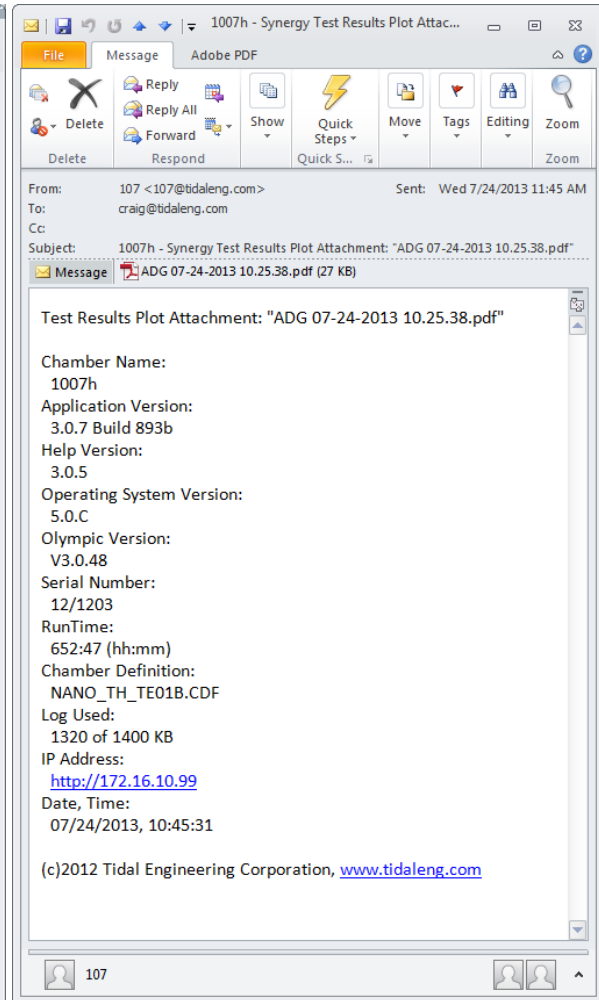 1007h - Synergy Test Results Plot Attac...
File Message Adobe PDF
Delete
Reply
Reply All
Forward
Show
Quick Steps
Move
Tags
Editing
Zoom
Delete Respond Quick S... Zoom
From: 107 <107@tidaleng.com> Sent: Wed 7/24/2013 11:45 AM
To: craig@tidaleng.com
Cc:
Subject: 1007h - Synergy Test Results Plot Attachment: "ADG 07-24-2013 10.25.38.pdf"
Message ADG 07-24-2013 10.25.38.pdf (27 KB)
Test Results Plot Attachment: "ADG 07-24-2013 10.25.38.pdf"
Chamber Name:
1007h
Application Version:
3.0.7 Build 893b
Help Version:
3.0.5
Operating System Version:
5.0.C
Olympic Version:
V3.0.48
Serial Number:
12/1203
RunTime:
652:47 (hh:mm)
Chamber Definition:
NANO_TH_TE01B.CDF
Log Used:
1320 of 1400 KB
IP Address:
http://172.16.10.99
Date, Time:
07/24/2013, 10:45:31
(c)2012 Tidal Engineering Corporation, www.tidaleng.com
107